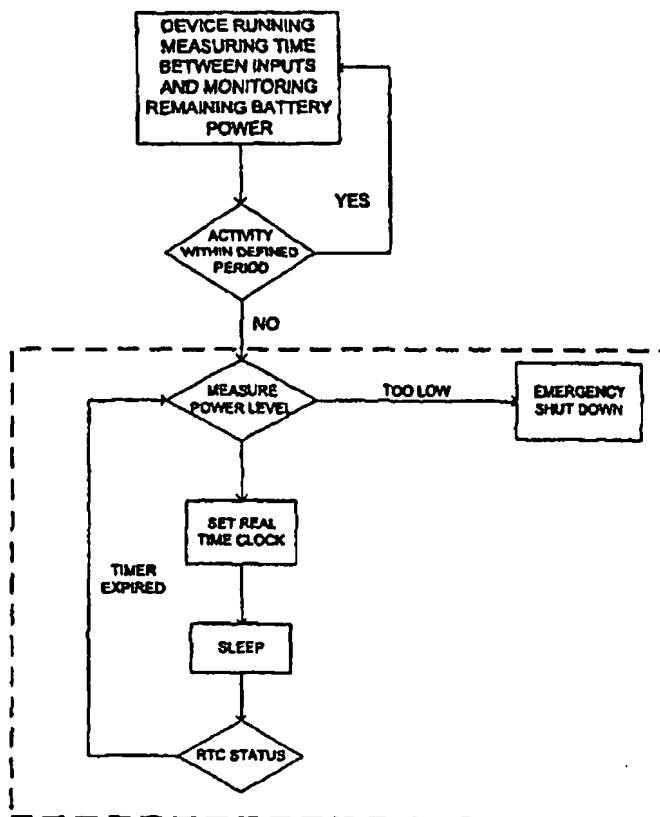 DEVICE RUNNING
MEASURING TIME
BETWEEN INPUTS
AND MONITORING
REMAINING BATTERY
POWER
YES
ACTIVITY
WITHIN DEFINED
PERIOD
NO
MEASURE
POWER LEVEL
TOO LOW
EMERGENCY
SHUT DOWN
SET REAL
TIME CLOCK
TIMER
EXPIRED
SLEEP
RTC STATUS